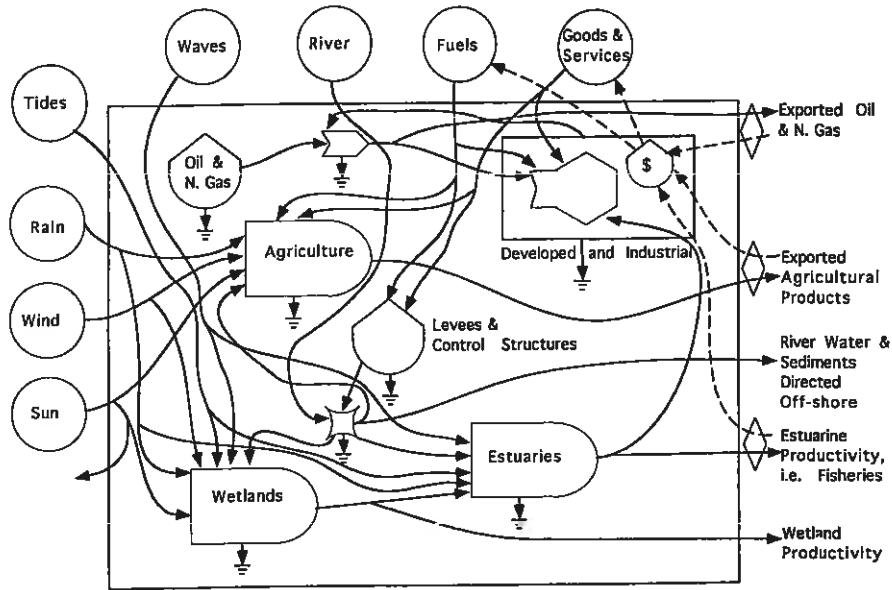 Waves
River
Fuels
Goods &
Services
Tides
Exported Oil
& N. Gas
Oil &
N. Gas
$
Rain
Agriculture
Developed and Industrial
Exported
Agricultural
Products
Wind
Levees &
Control Structures
River Water &
Sediments
Directed
Off-shore
Sun
Estuaries
Estuarine
Productivity,
i.e. Fisheries
Wetlands
Wetland
Productivity